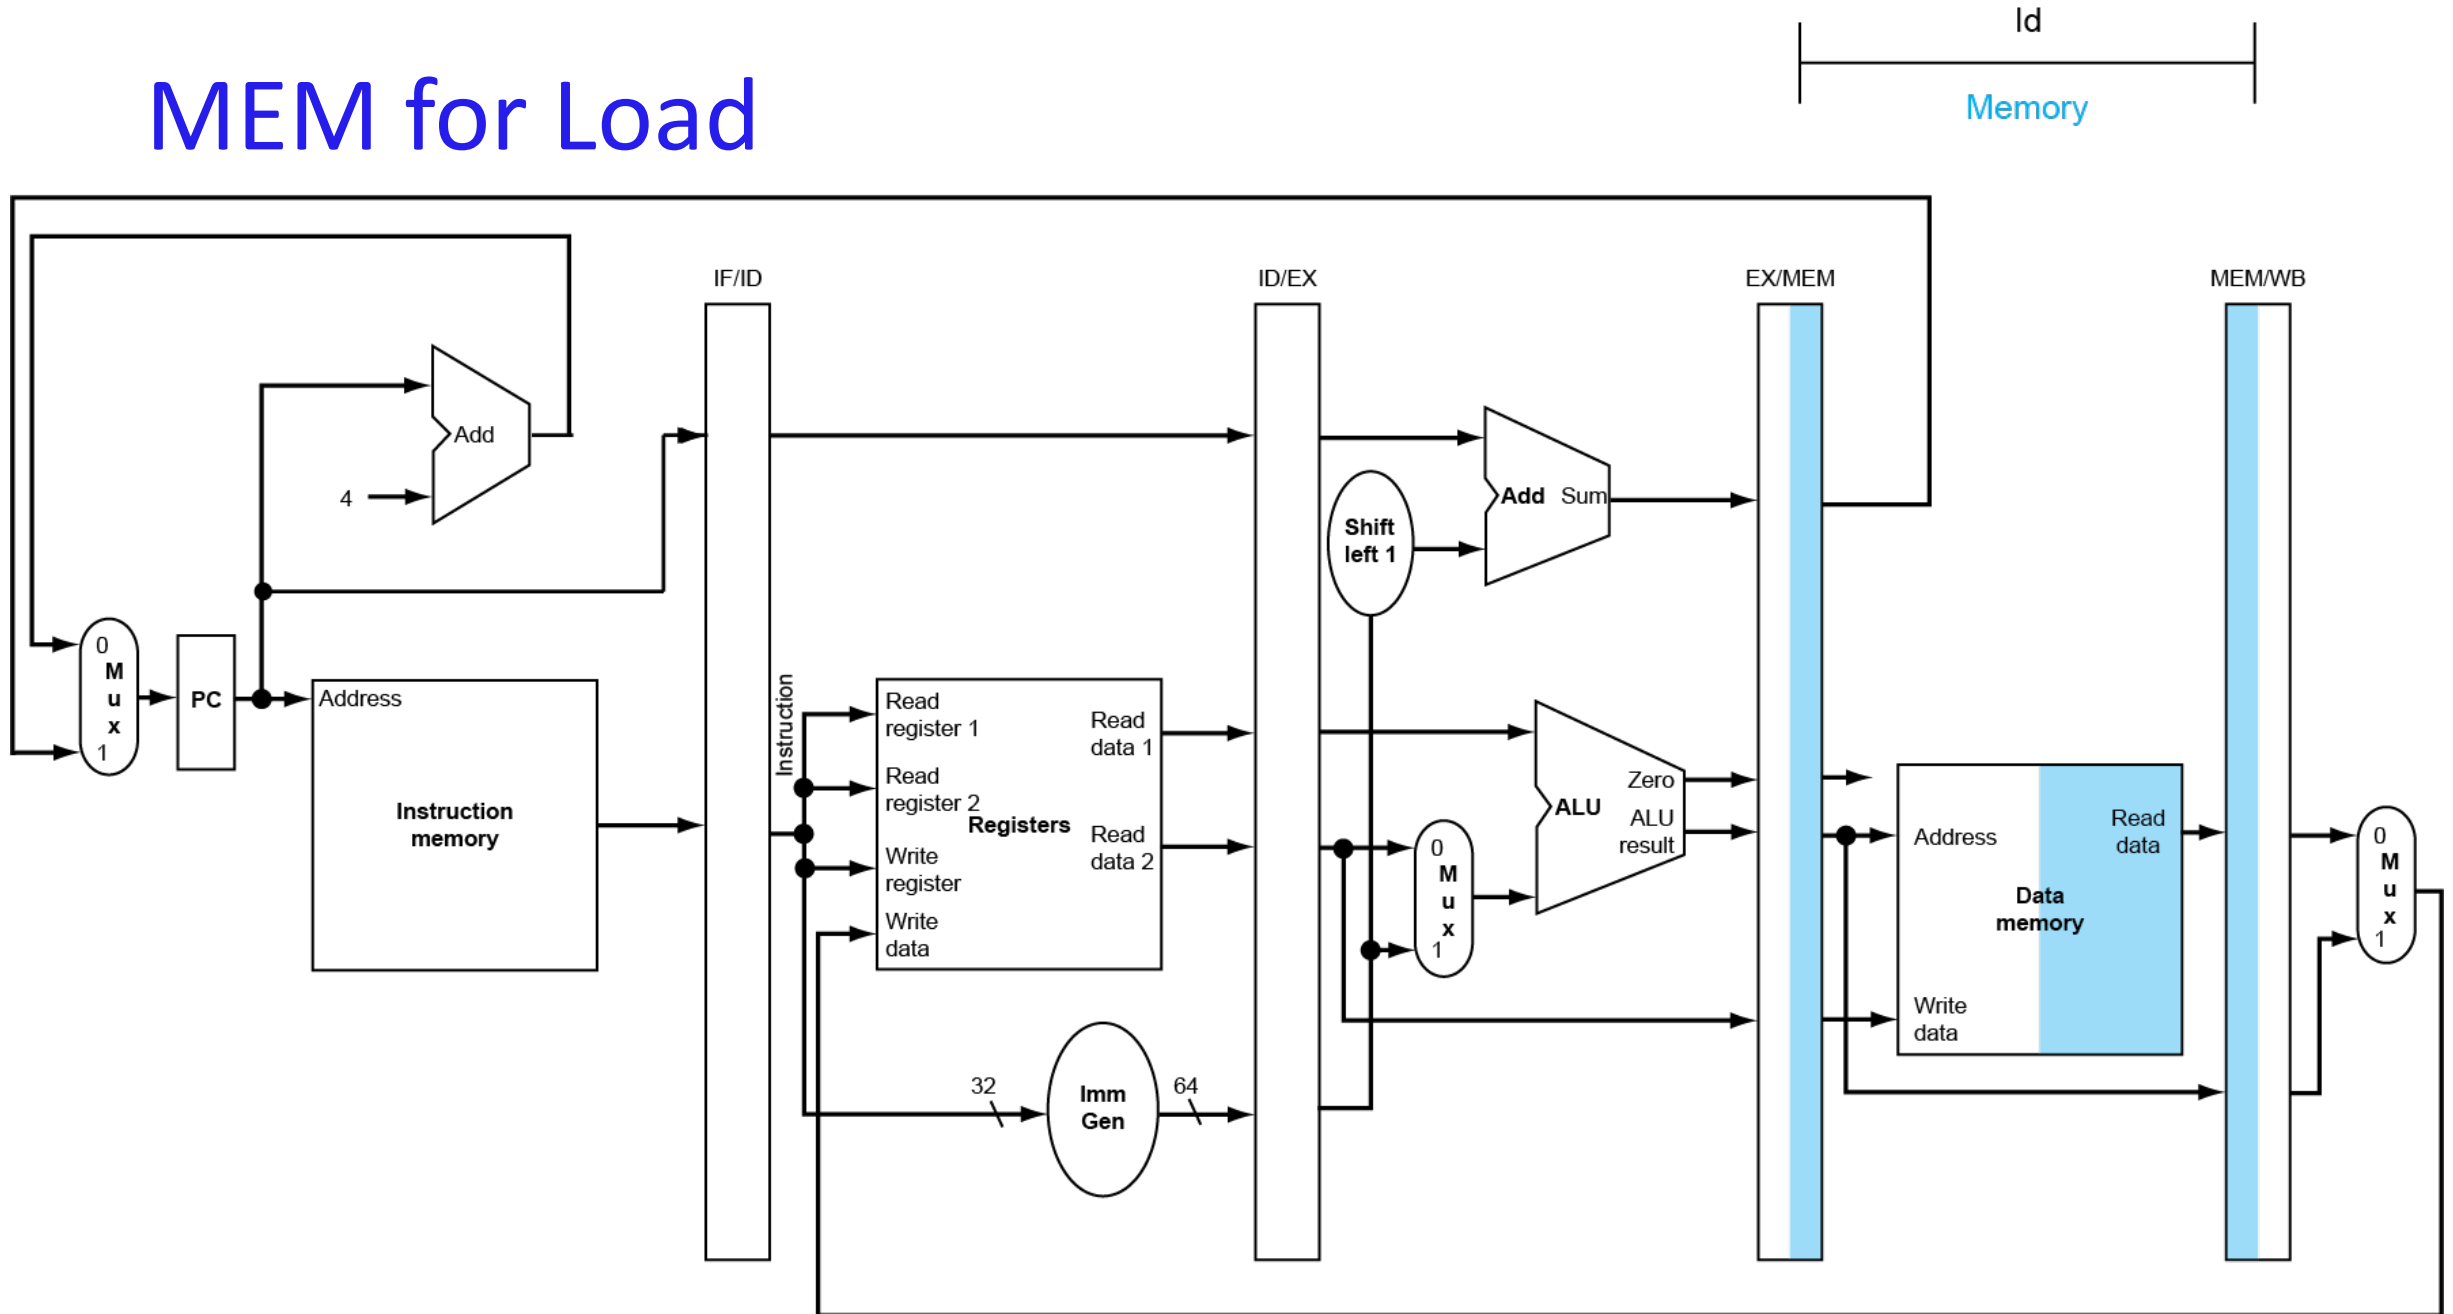 ld
Memory
MEM for Load
IF/ID
ID/EX
EX/MEM
MEM/WB
Add
4
Add Sum
Shift
left 1
0
M
u
x
1
PC
Address
Instruction
memory
Instruction
Read
register 1
Read
register 2
Write
register
Write
data
Registers
Read
data 1
Read
data 2
0
M
u
x
1
Zero
ALU
ALU
result
Address
Read
data
Data
memory
Write
data
0
M
u
x
1
32
Imm
Gen
64